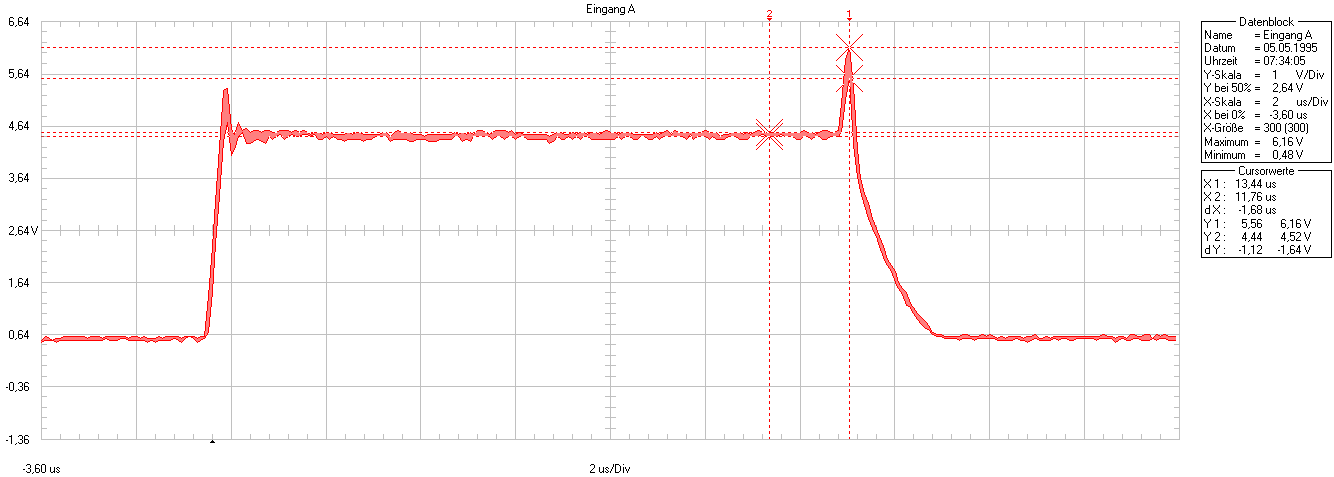 Eingang A
2 1
6,64
5,64
4,64
3,64
2,64 V
1,64
0,64
-0,36
-1,36
-3,60 us 2 us/Div
Datenblock
Name = Eingang A
Datum = 05.05.1995
Uhrzeit = 07:34:05
Y-Skala = 1 V/Div
Y bei 50% = 2,64 V
X-Skala = 2 us/Div
X bei 0% = -3,60 us
X-Größe = 300 (300)
Maximum = 6,16 V
Minimum = 0,48 V
Cursorwerte
X 1 : 13,44 us
X 2 : 11,76 us
d X : -1,68 us
Y 1 : 5,56 6,16 V
Y 2 : 4,44 4,52 V
d Y : -1,12 -1,64 V